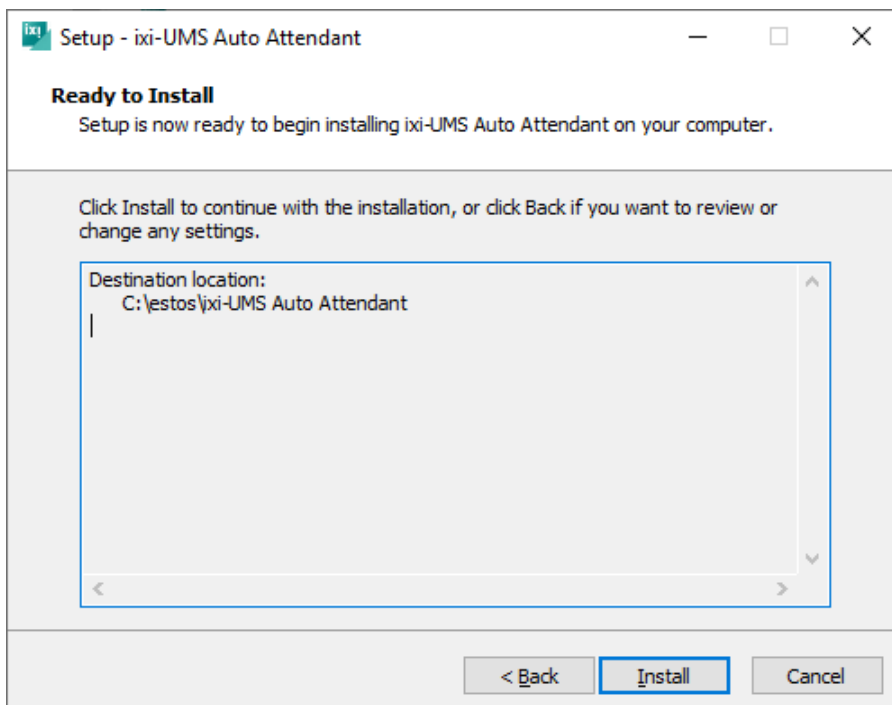 ixi
Setup - ixi-UMS Auto Attendant
Ready to Install
Setup is now ready to begin installing ixi-UMS Auto Attendant on your computer.
Click Install to continue with the installation, or click Back if you want to review or
change any settings.
Destination location:
C:\estos\ixi-UMS Auto Attendant
< Back
Install
Cancel